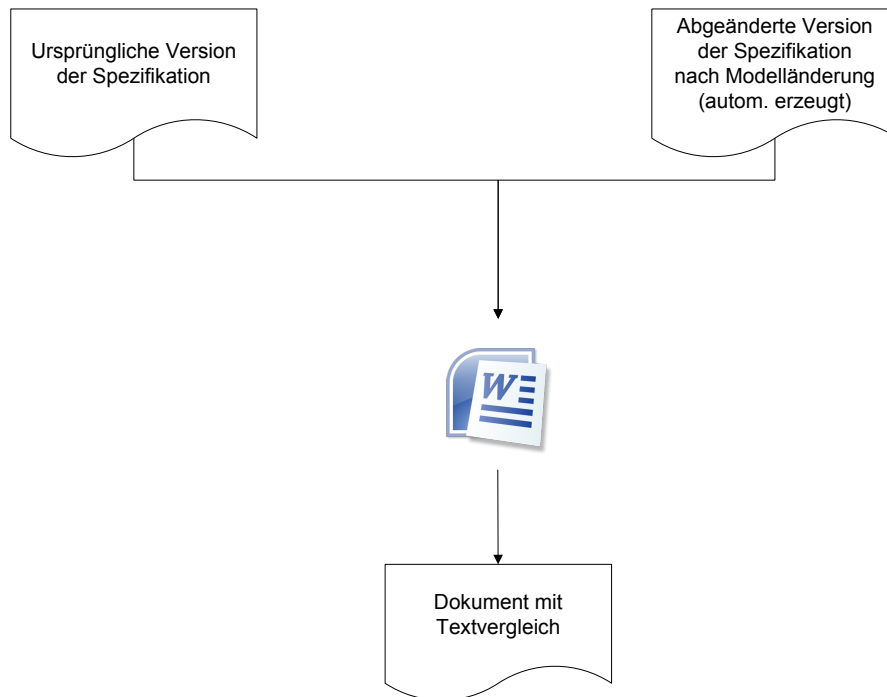 Ursprüngliche Version
der Spezifikation
Abgeänderte Version
der Spezifikation
nach Modelländerung
(autom. erzeugt)
W
Dokument mit
Textvergleich